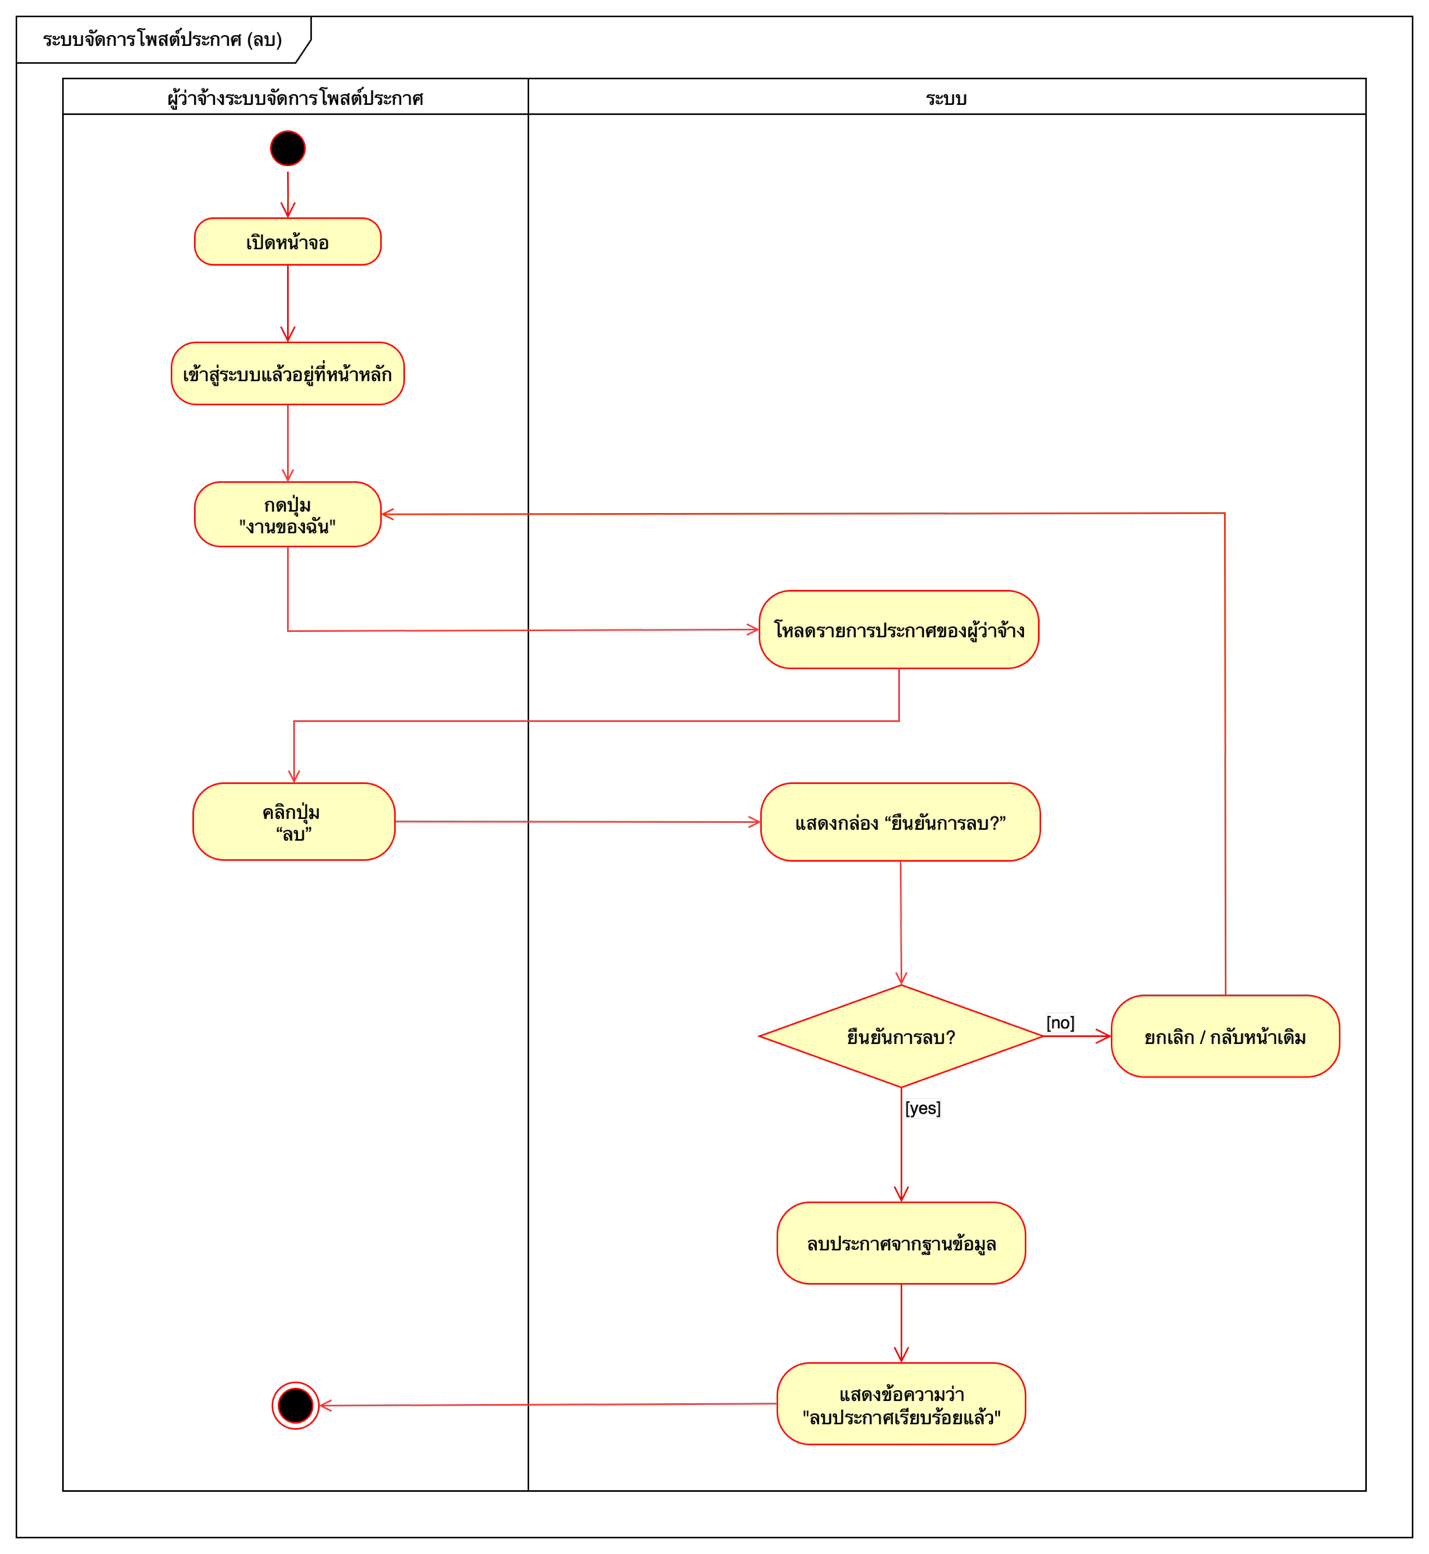 ระบบจัดการโพสต์ประกาศ (ลบ)
ผู้ว่าจ้างระบบจัดการโพสต์ประกาศ
ระบบ
เปิดหน้าจอ
เข้าสู่ระบบแล้วอยู่ที่หน้าหลัก
กดปุ่ม
"งานของฉัน"
โหลดรายการประกาศของผู้ว่าจ้าง
คลิกปุ่ม
“ลบ”
แสดงกล่อง “ยืนยันการลบ?”
ยืนยันการลบ?
[no]
ยกเลิก / กลับหน้าเดิม
[yes]
ลบประกาศจากฐานข้อมูล
แสดงข้อความว่า
"ลบประกาศเรียบร้อยแล้ว"